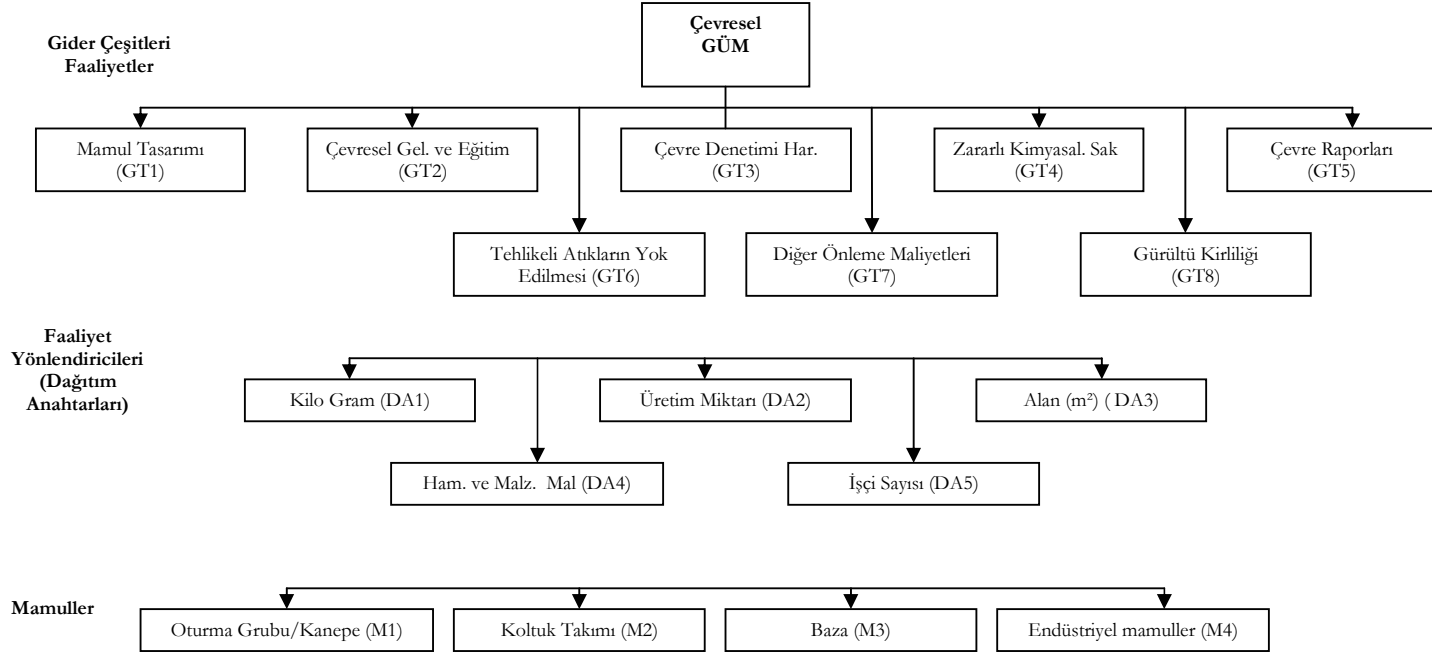 Çevresel
GÜM
Gider Çeşitleri
Faaliyetler
Mamul Tasarımı
(GT1)
Çevresel Gel. ve Eğitim
(GT2)
Çevre Denetimi Har.
(GT3)
Zararlı Kimyasal. Sak
(GT4)
Çevre Raporları
(GT5)
Tehlikeli Atıkların Yok
Edilmesi (GT6)
Diğer Önleme Maliyetleri
(GT7)
Gürültü Kirliliği
(GT8)
Faaliyet
Yönlendiricileri
(Dağıtım
Anahtarları)
Kilo Gram (DA1)
Üretim Miktarı (DA2)
Alan (m²) ( DA3)
Ham. ve Malz. Mal (DA4)
İşçi Sayısı (DA5)
Mamuller
Oturma Grubu/Kanepe (M1)
Koltuk Takımı (M2)
Baza (M3)
Endüstriyel mamuller (M4)